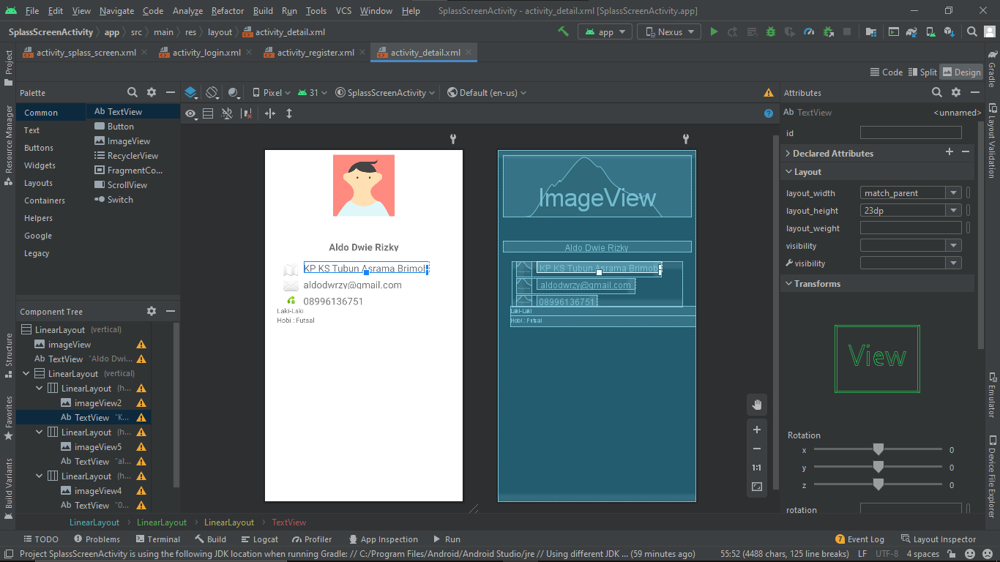 File Edit View Navigate Code Analyze Refactor Build Run Tools VCS Window Help SplassScreenActivity - activity_detail.xml [SplassScreenActivity.app]
SplassScreenActivity app src main res layout activity_detail.xml app Nexus
activity_splass_screen.xml activity_login.xml activity_register.xml activity_detail.xml
Code Split Design
Palette Pixel 31 SplassScreenActivity Default (en-us) Attributes
Common
Text
Buttons
Widgets
Layouts
Containers
Helpers
Google
Legacy
Ab TextView
Button
ImageView
RecyclerView
FragmentCo...
ScrollView
Switch
Component Tree
LinearLayout (vertical)
imageView
Ab TextView "Aldo Dwi...
LinearLayout (vertical)
LinearLayout (h...
imageView2
Ab TextView "K...
LinearLayout (h...
imageView5
Ab TextView "al...
LinearLayout (h...
imageView4
Ab TextView "0...
Aldo Dwie Rizky
KP KS Tubun Asrama Brimob
aldodwrzy@gmail.com
08996136751
Laki-Laki
Hobi : Futsal
ImageView
Aldo Dwie Rizky
KP KS Tubun Asrama Brimob
aldodwrzy@gmail.com
08996136751
Laki-Laki
Hobi : Futsal
1:1
Ab TextView <unnamed>
id
Declared Attributes
Layout
layout_width match_parent
layout_height 23dp
layout_weight
visibility
visibility
Transforms
View
Rotation
x 0
y 0
z 0
rotation
Project
Resource Manager
Structure
Favorites
Build Variants
Gradle
Layout Validation
Emulator
Device File Explorer
LinearLayout LinearLayout LinearLayout TextView
TODO Problems Terminal Build Logcat Profiler App Inspection Run 7 Event Log Layout Inspector
Project SplassScreenActivity is using the following JDK location when running Gradle: // C:/Program Files/Android/Android Studio/jre // Using different JDK ... (59 minutes ago) 55:52 (4488 chars, 125 line breaks) LF UTF-8 4 spaces